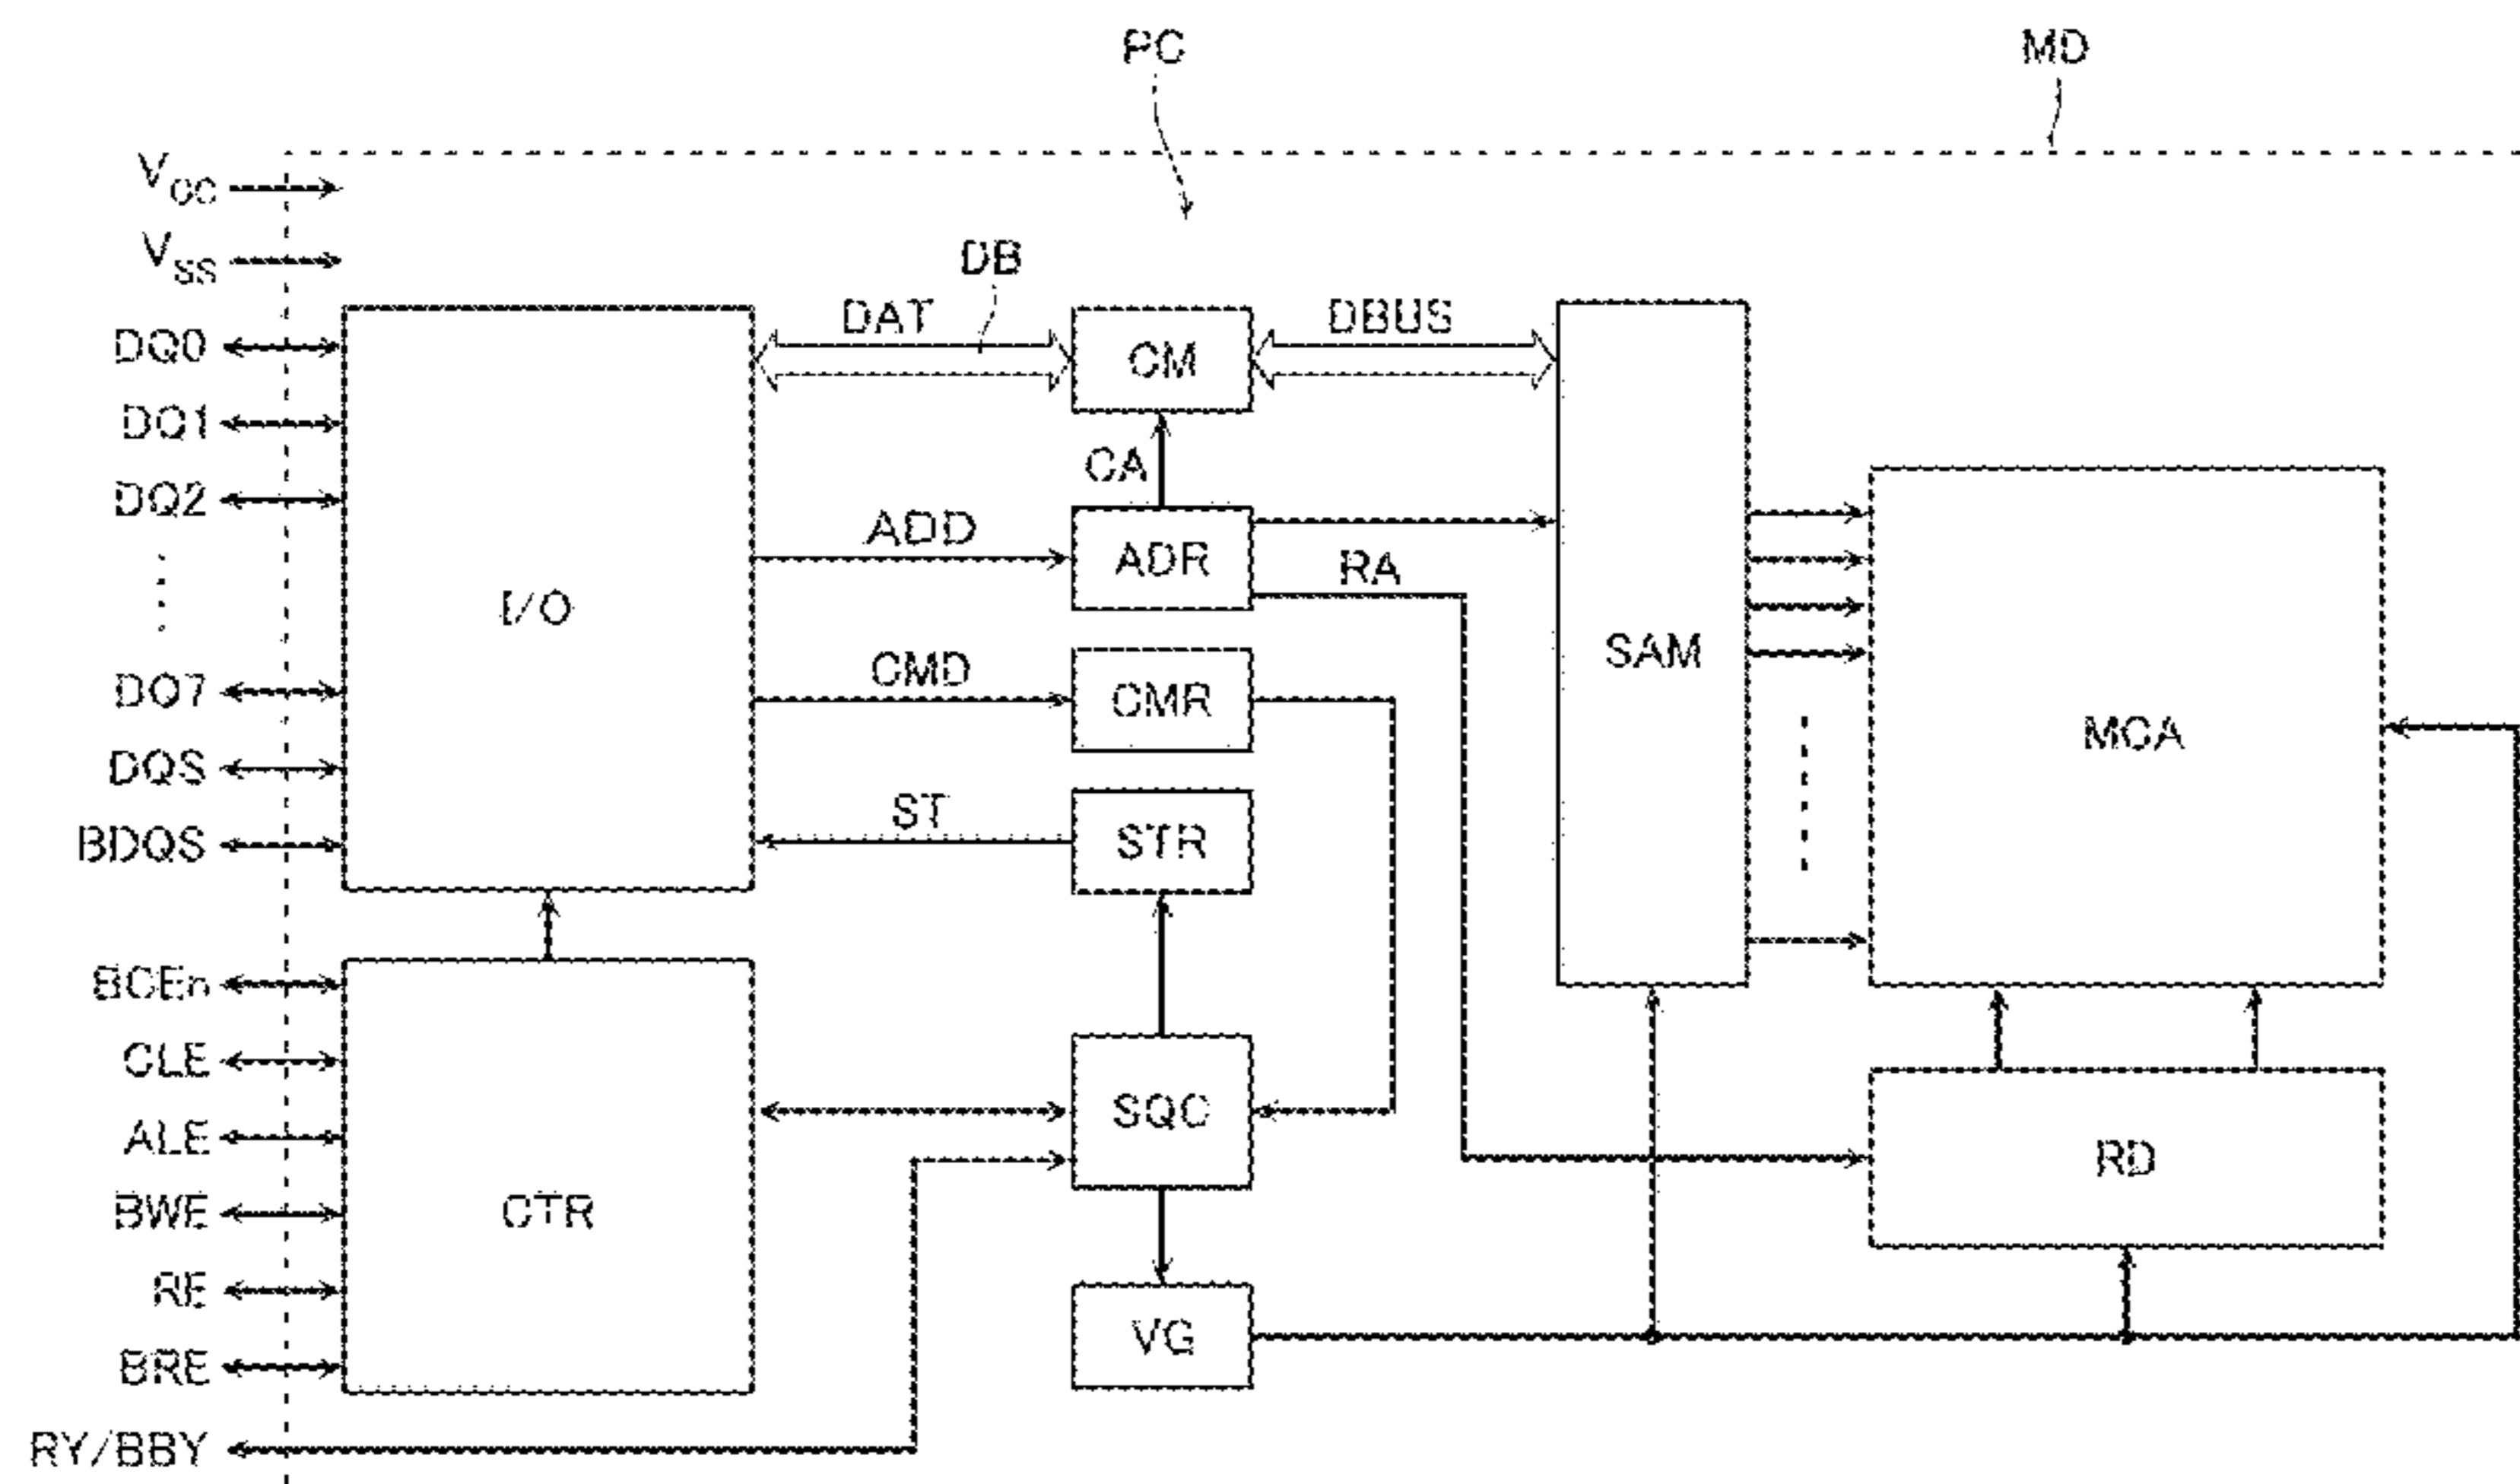 PC
MD
VCC
VSS
DB
DQ0
DAT
CM
DBUS
DQ1
CA
DQ2
ADD
ADR
RA
I/O
SAM
DQ7
CMD
CMR
MCA
DQS
ST
STR
BDQS
BCEn
CLE
ALE
SQC
RD
BWE
CTR
RE
VG
BRE
RY/BBY